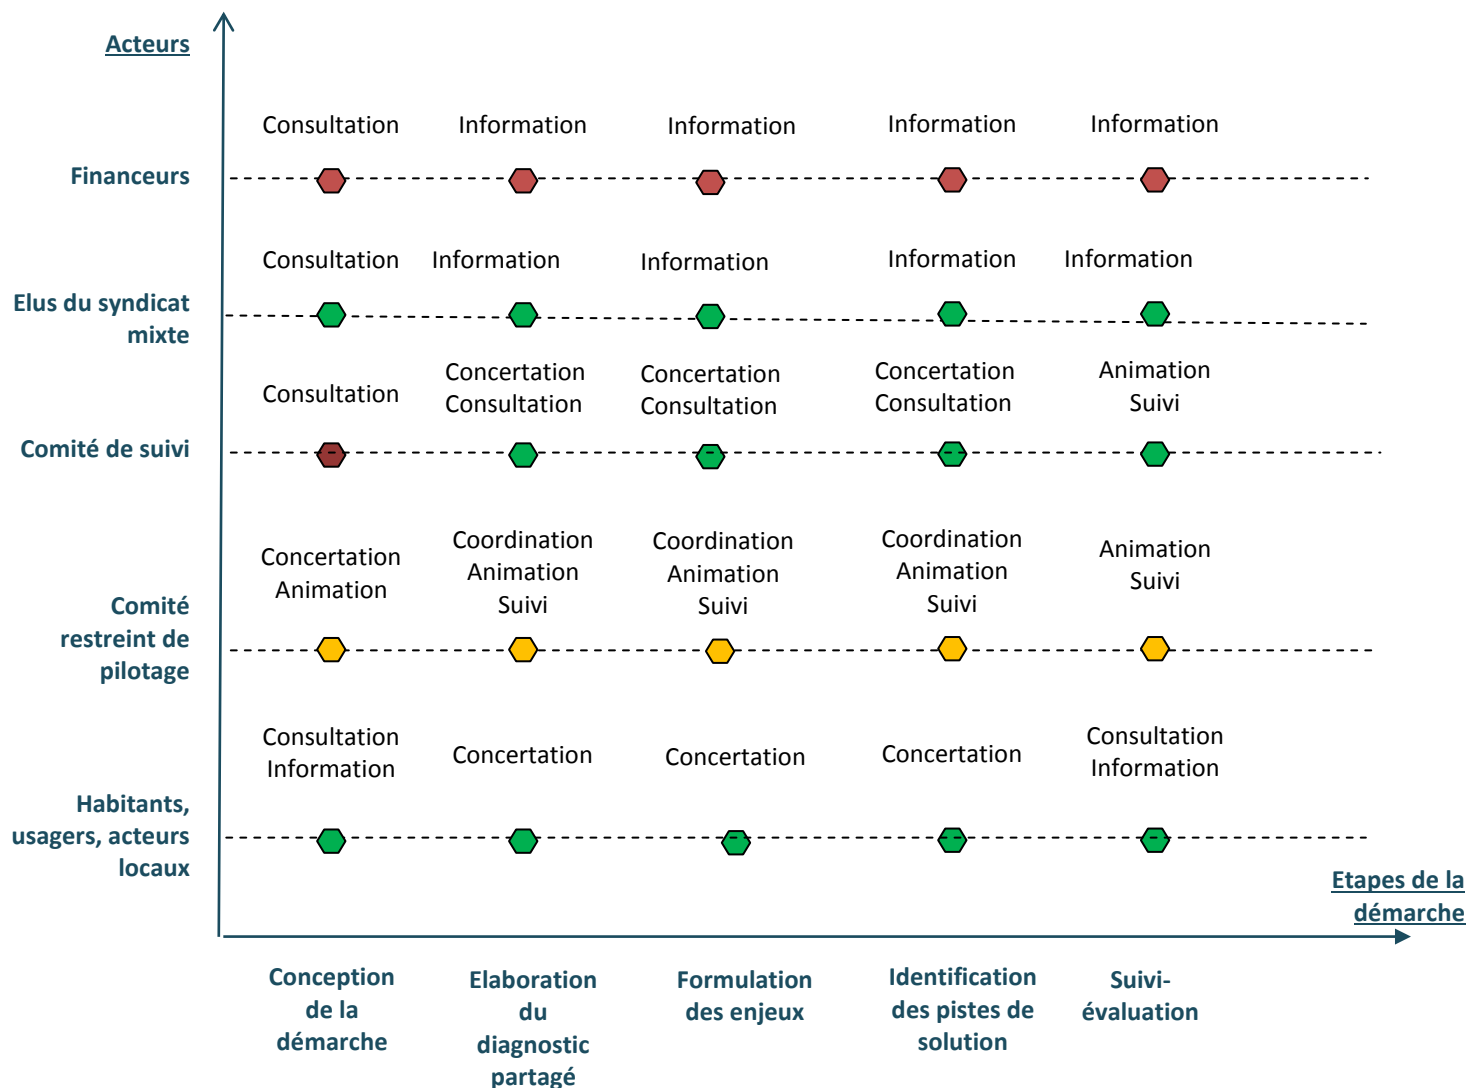 Acteurs
Consultation
Information
Information
Information
Information
Financeurs
Consultation
Information
Information
Information
Information
Elus du syndicat
mixte
Consultation
Concertation
Consultation
Concertation
Consultation
Concertation
Consultation
Animation
Suivi
Comité de suivi
Concertation
Animation
Coordination
Animation
Suivi
Coordination
Animation
Suivi
Coordination
Animation
Suivi
Animation
Suivi
Comité
restreint de
pilotage
Consultation
Information
Concertation
Concertation
Concertation
Consultation
Information
Habitants,
usagers, acteurs
locaux
Etapes de la
démarche
Conception
de la
démarche
Elaboration
du
diagnostic
partagé
Formulation
des enjeux
Identification
des pistes de
solution
Suivi-
évaluation